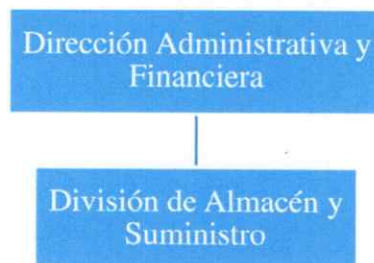 Dirección Administrativa y
Financiera
División de Almacén y
Suministro